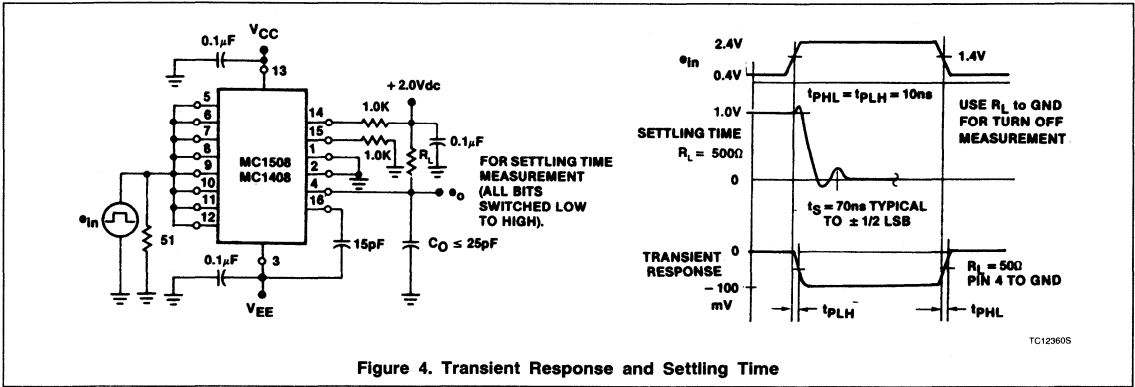 VCC
0.1μF
13
+ 2.0Vdc
5
6
7
8
9
10
11
12
14
15
1
2
4
16
1.0K
1.0K
RL
0.1μF
MC1508
MC1408
FOR SETTLING TIME
MEASUREMENT
(ALL BITS
SWITCHED LOW
TO HIGH).
eo
ein
51
15pF
CO ≤ 25pF
0.1μF
3
VEE
2.4V
ein
0.4V
1.4V
tPHL = tPLH = 10ns
USE RL to GND
FOR TURN OFF
MEASUREMENT
1.0V
SETTLING TIME
RL = 500Ω
0
tS = 70ns TYPICAL
TO ± 1/2 LSB
0
TRANSIENT
RESPONSE
– 100
mV
RL = 50Ω
PIN 4 TO GND
tPLH
tPHL
TC12360S
Figure 4. Transient Response and Settling Time